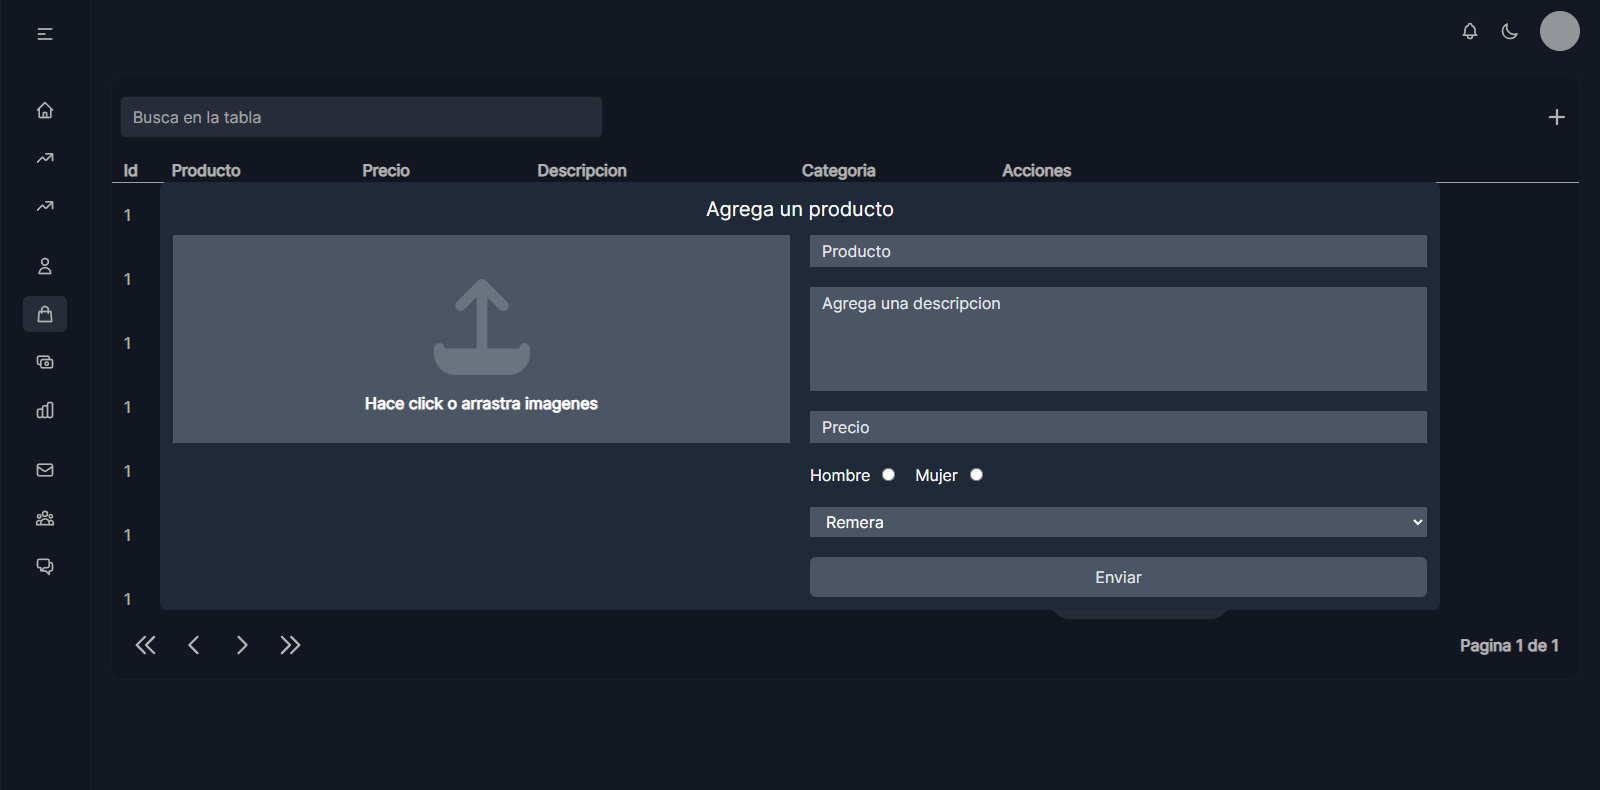 Busca en la tabla
Id Producto Precio Descripcion Categoria Acciones
Agrega un producto
1
1
1
1
1
1
1
Hace click o arrastra imagenes
Producto
Agrega una descripcion
Precio
Hombre Mujer
Remera
Enviar
Pagina 1 de 1